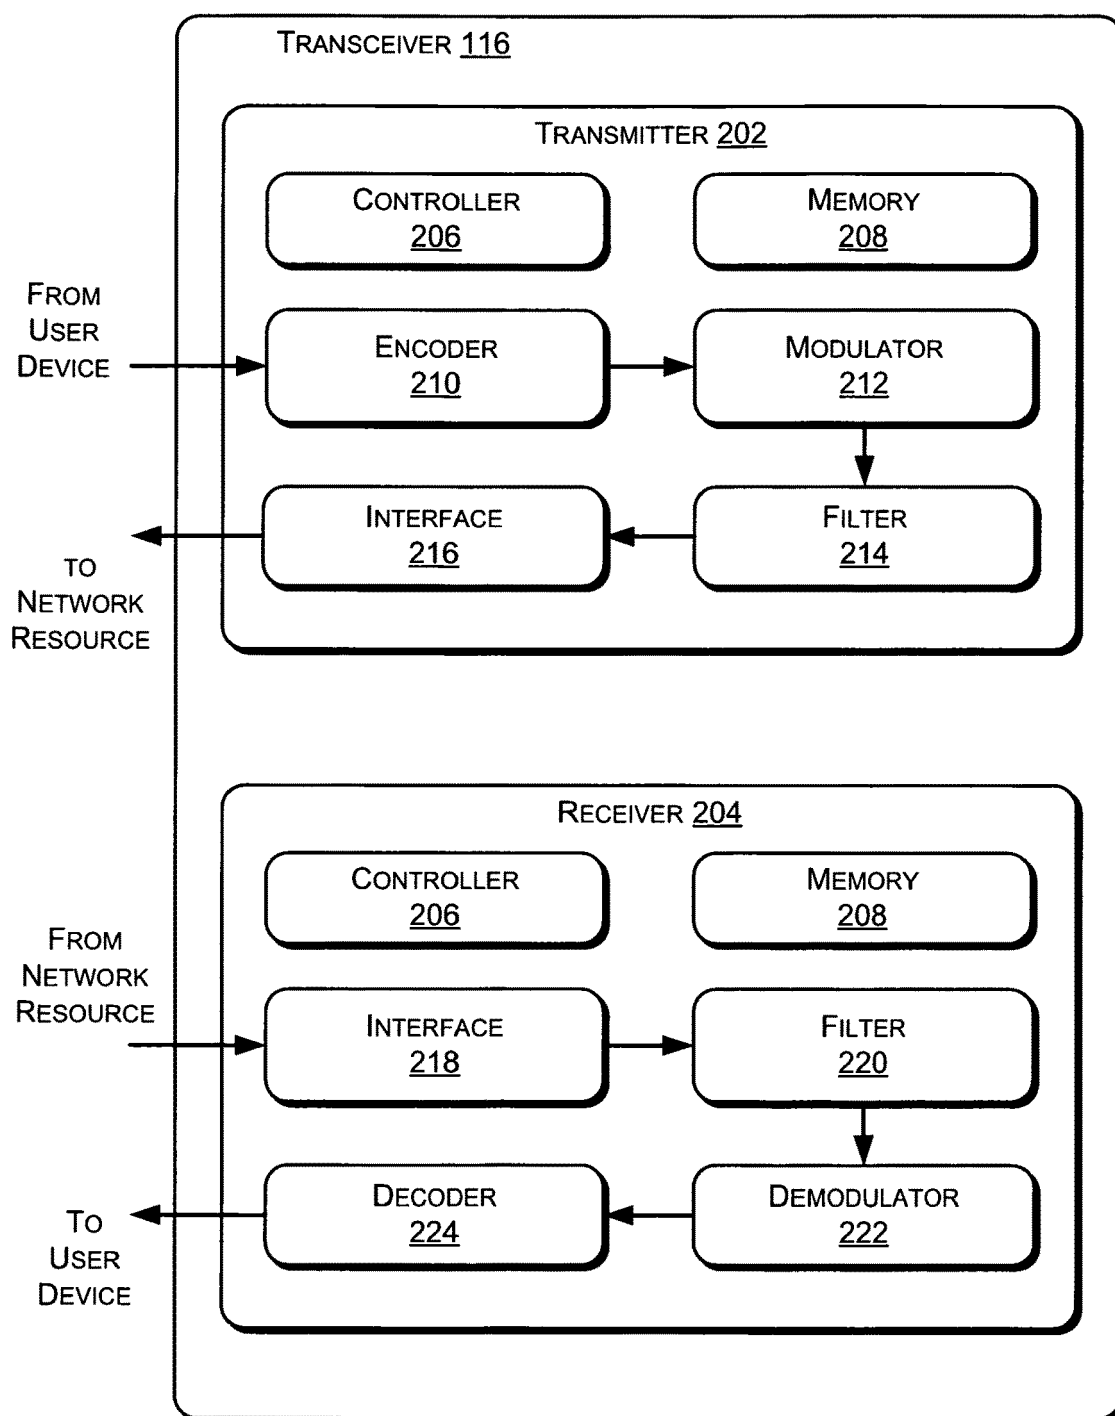 TRANSCEIVER 116
TRANSMITTER 202
CONTROLLER
206
MEMORY
208
FROM
USER
DEVICE
ENCODER
210
MODULATOR
212
INTERFACE
216
FILTER
214
TO
NETWORK
RESOURCE
RECEIVER 204
CONTROLLER
206
MEMORY
208
FROM
NETWORK
RESOURCE
INTERFACE
218
FILTER
220
DECODER
224
DEMODULATOR
222
TO
USER
DEVICE